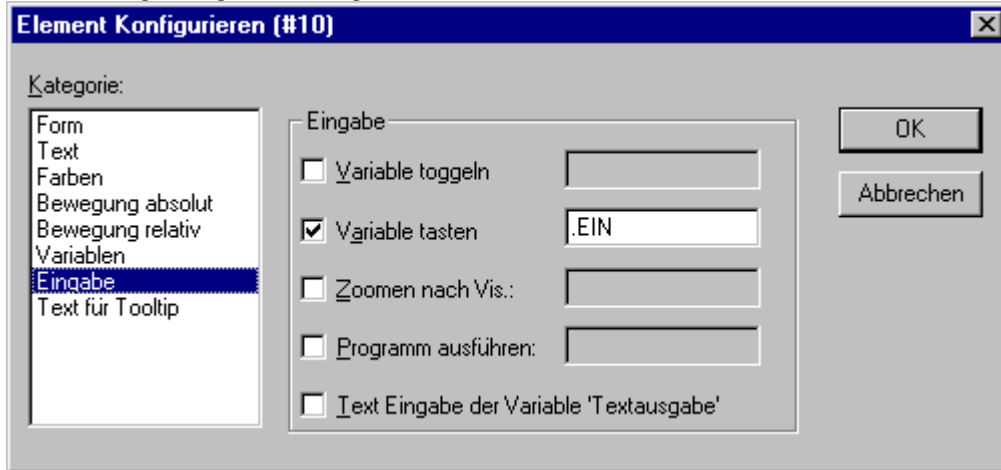 Element Konfigurieren (#10)
Kategorie:
Form
Text
Farben
Bewegung absolut
Bewegung relativ
Variablen
Eingabe
Text für Tooltip
Eingabe
Variable toggeln
Variable tasten
.EIN
Zoomen nach Vis.:
Programm ausführen:
Text Eingabe der Variable 'Textausgabe'
OK
Abbrechen